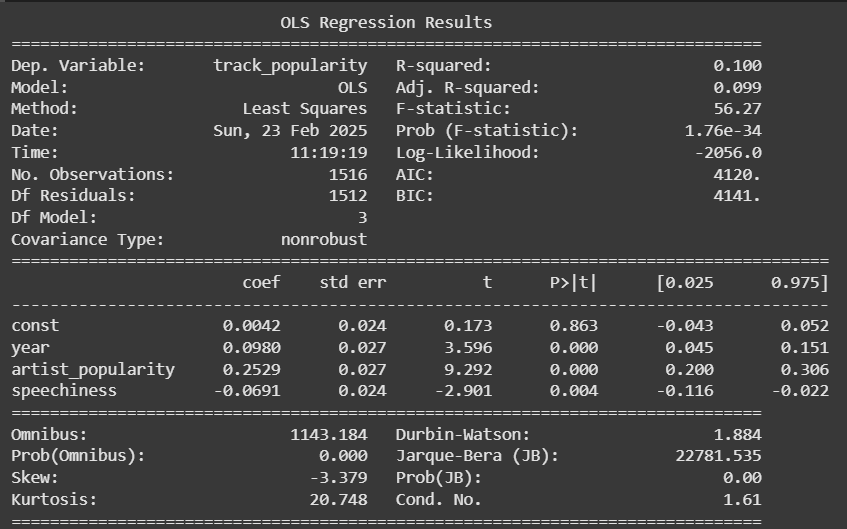 OLS Regression Results
==============================================================================
Dep. Variable: track_popularity R-squared: 0.100
Model: OLS Adj. R-squared: 0.099
Method: Least Squares F-statistic: 56.27
Date: Sun, 23 Feb 2025 Prob (F-statistic): 1.76e-34
Time: 11:19:19 Log-Likelihood: -2056.0
No. Observations: 1516 AIC: 4120.
Df Residuals: 1512 BIC: 4141.
Df Model: 3
Covariance Type: nonrobust
=====================================================================================
coef std err t P>|t| [0.025 0.975]
-------------------------------------------------------------------------------------
const 0.0042 0.024 0.173 0.863 -0.043 0.052
year 0.0980 0.027 3.596 0.000 0.045 0.151
artist_popularity 0.2529 0.027 9.292 0.000 0.200 0.306
speechiness -0.0691 0.024 -2.901 0.004 -0.116 -0.022
==============================================================================
Omnibus: 1143.184 Durbin-Watson: 1.884
Prob(Omnibus): 0.000 Jarque-Bera (JB): 22781.535
Skew: -3.379 Prob(JB): 0.00
Kurtosis: 20.748 Cond. No. 1.61
==============================================================================